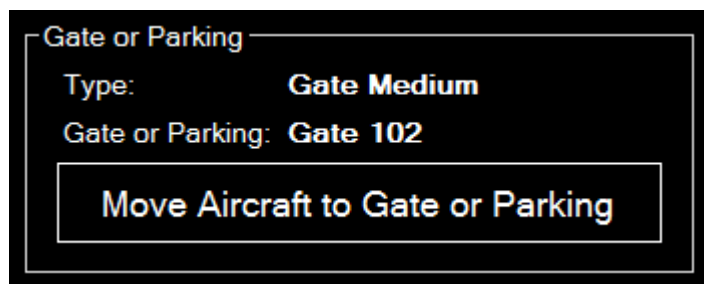 Gate or Parking
Type: Gate Medium
Gate or Parking: Gate 102
Move Aircraft to Gate or Parking